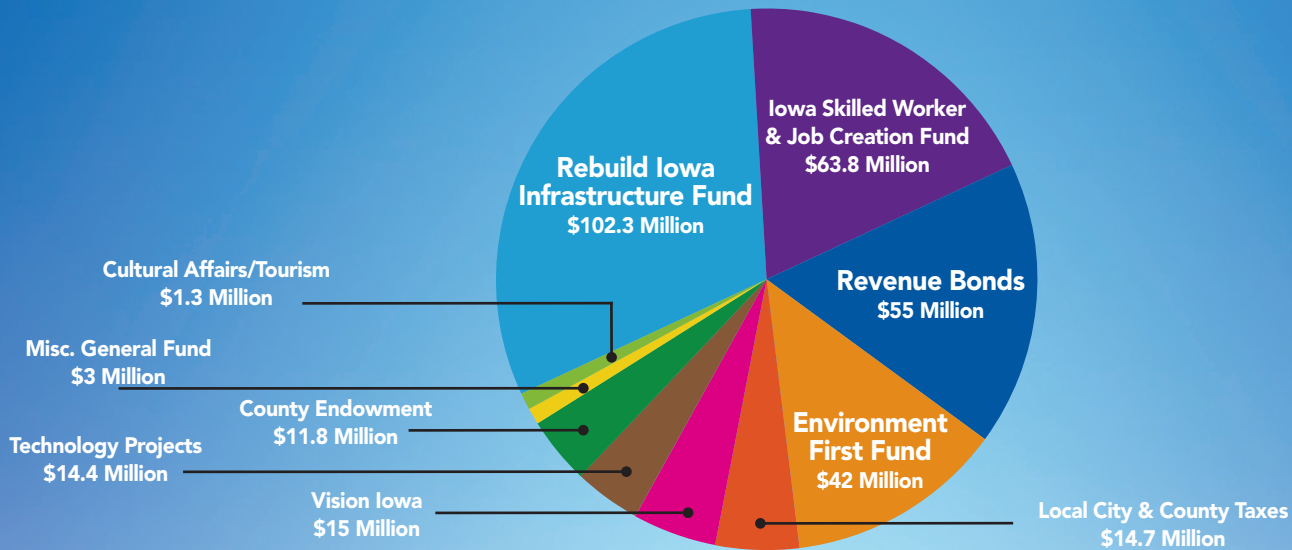 Iowa Skilled Worker
& Job Creation Fund
$63.8 Million
Rebuild Iowa
Infrastructure Fund
$102.3 Million
Revenue Bonds
$55 Million
Cultural Affairs/Tourism
$1.3 Million
Misc. General Fund
$3 Million
County Endowment
$11.8 Million
Technology Projects
$14.4 Million
Vision Iowa
$15 Million
Environment
First Fund
$42 Million
Local City & County Taxes
$14.7 Million